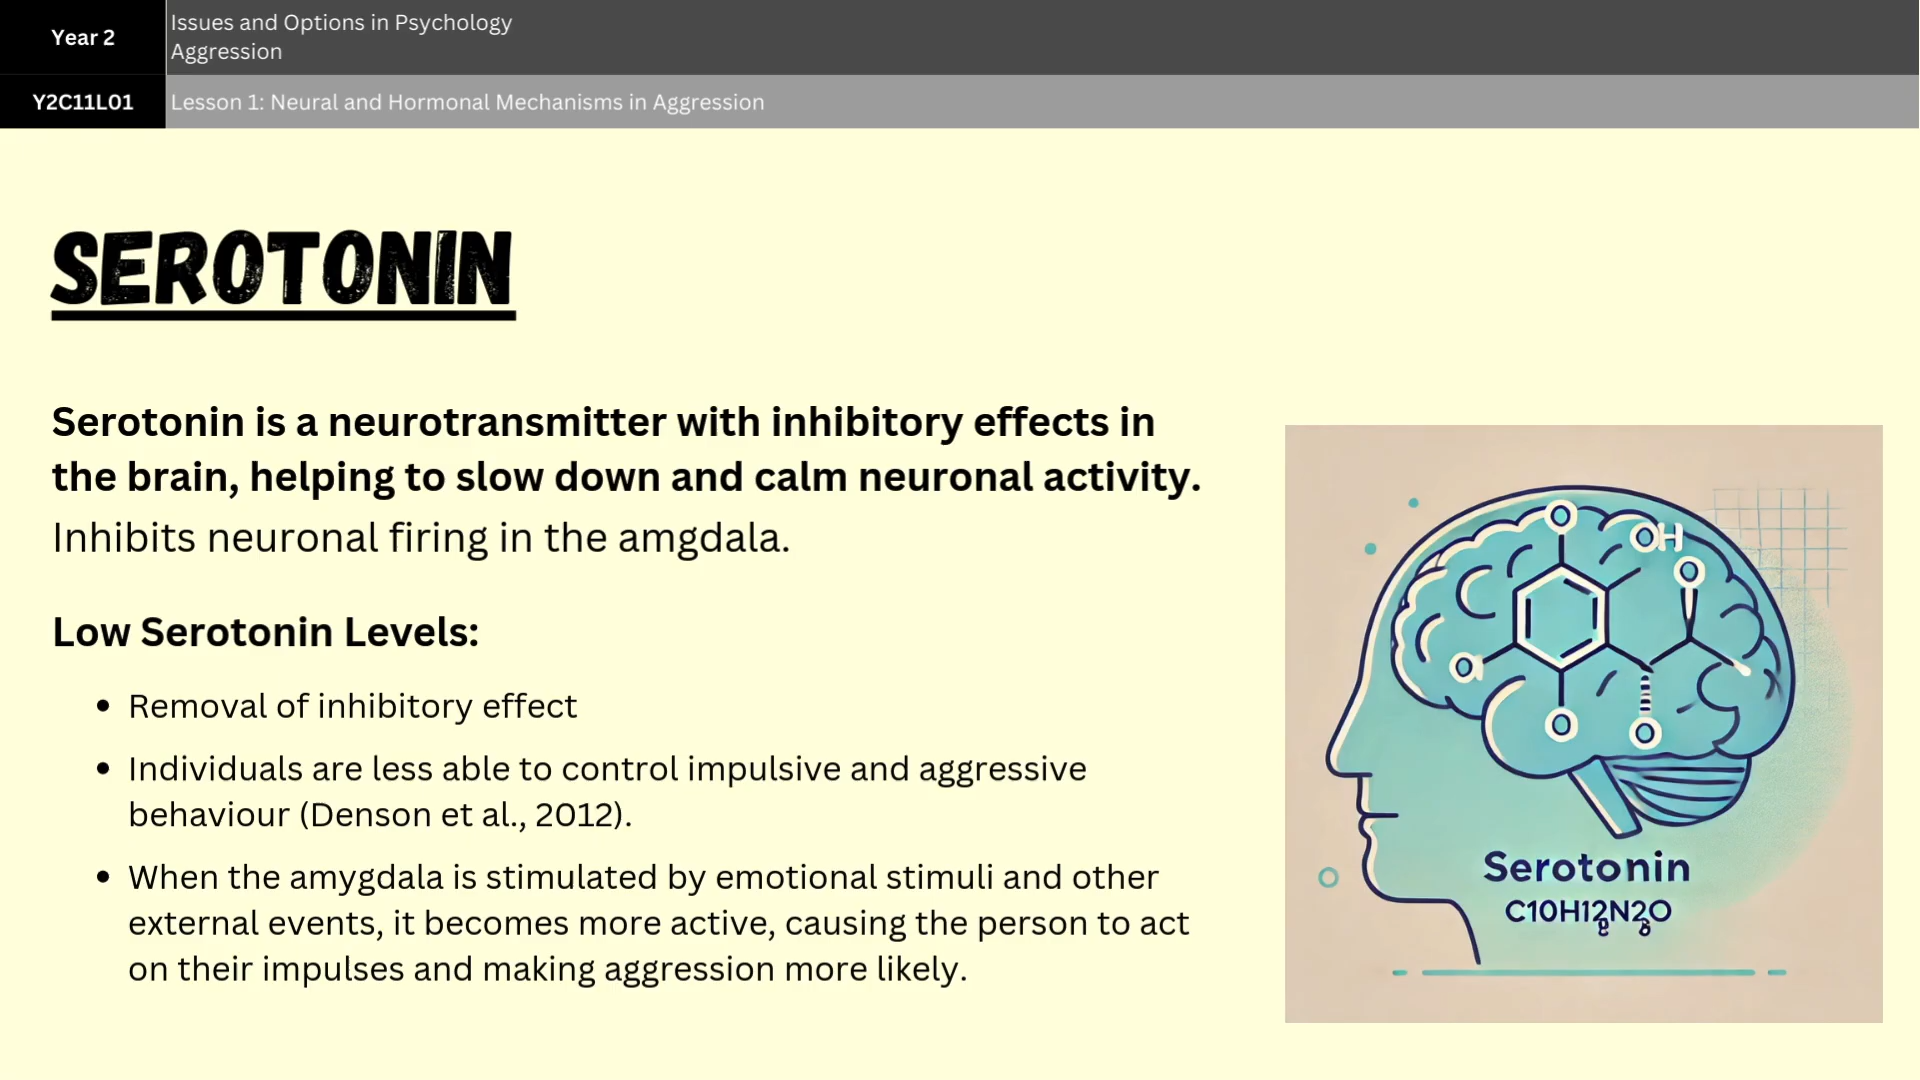 Year 2
Issues and Options in Psychology
Aggression
Y2C11L01
Lesson 1: Neural and Hormonal Mechanisms in Aggression
SEROTONIN
Serotonin is a neurotransmitter with inhibitory effects in
the brain, helping to slow down and calm neuronal activity.
Inhibits neuronal firing in the amgdala.
Low Serotonin Levels:
• Removal of inhibitory effect
• Individuals are less able to control impulsive and aggressive
behaviour (Denson et al., 2012).
• When the amygdala is stimulated by emotional stimuli and other
external events, it becomes more active, causing the person to act
on their impulses and making aggression more likely.
O
OH
O
O
O
O
Serotonin
C10H12N2O